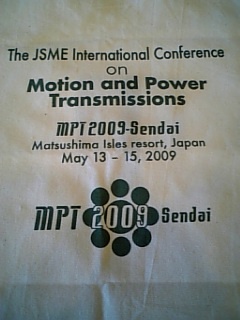 The JSME International Conference
on
Motion and Power
Transmissions
MPT2009-Sendai
Matsushima Isles resort, Japan
May 13 – 15, 2009
MPT 2009 Sendai